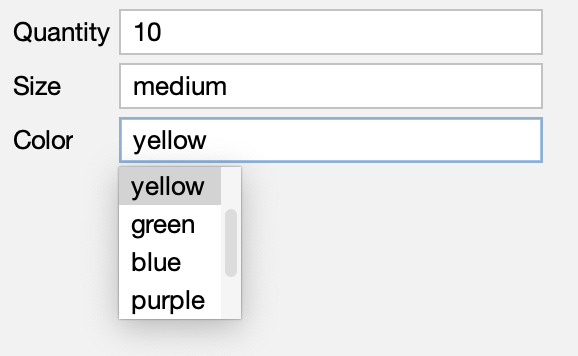 Quantity 10
Size medium
Color yellow
yellow
green
blue
purple